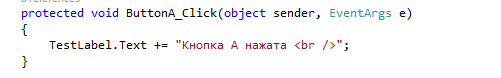 protected void ButtonA_Click(object sender, EventArgs e)
{
TestLabel.Text += "Кнопка А нажата <br />";
}